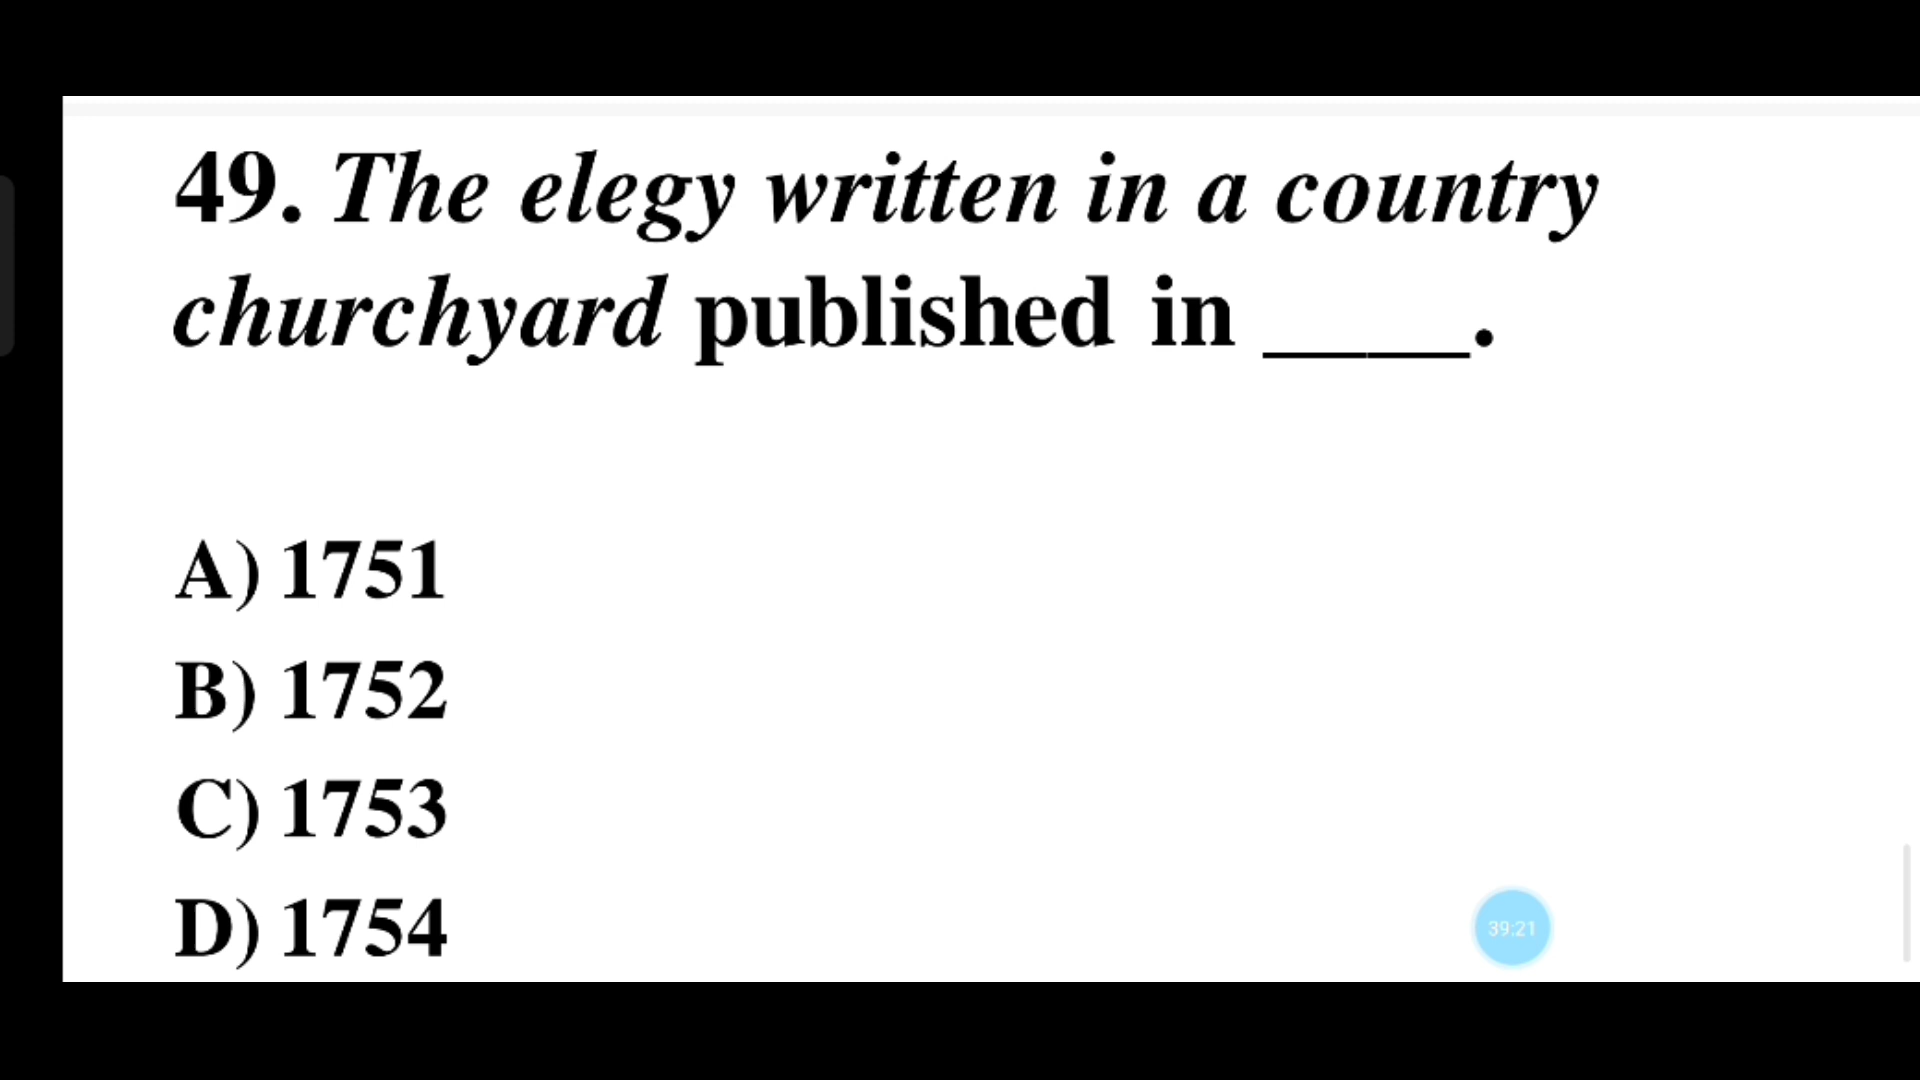 49. The elegy written in a country
churchyard published in ____.
A) 1751
B) 1752
C) 1753
D) 1754
39:21